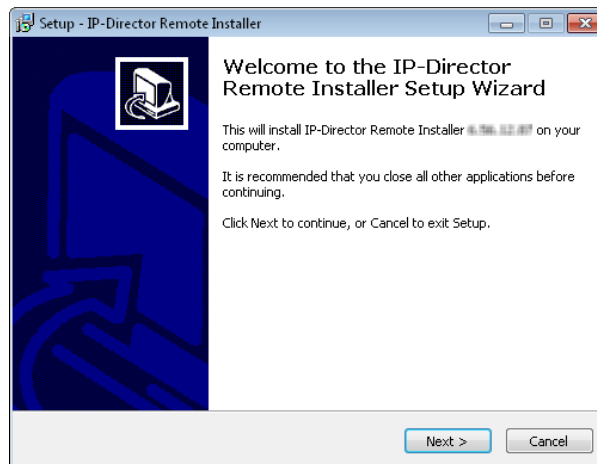 Setup - IP-Director Remote Installer
Welcome to the IP-Director
Remote Installer Setup Wizard
This will install IP-Director Remote Installer on your
computer.
It is recommended that you close all other applications before
continuing.
Click Next to continue, or Cancel to exit Setup.
Next >
Cancel